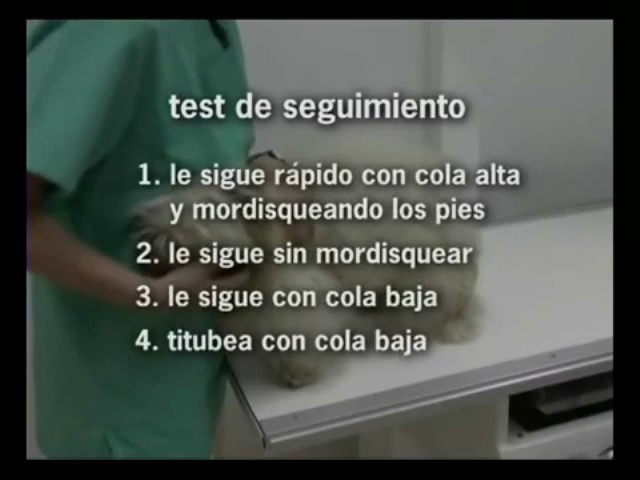 test de seguimiento
1. le sigue rápido con cola alta
y mordisqueando los pies
2. le sigue sin mordisquear
3. le sigue con cola baja
4. titubea con cola baja